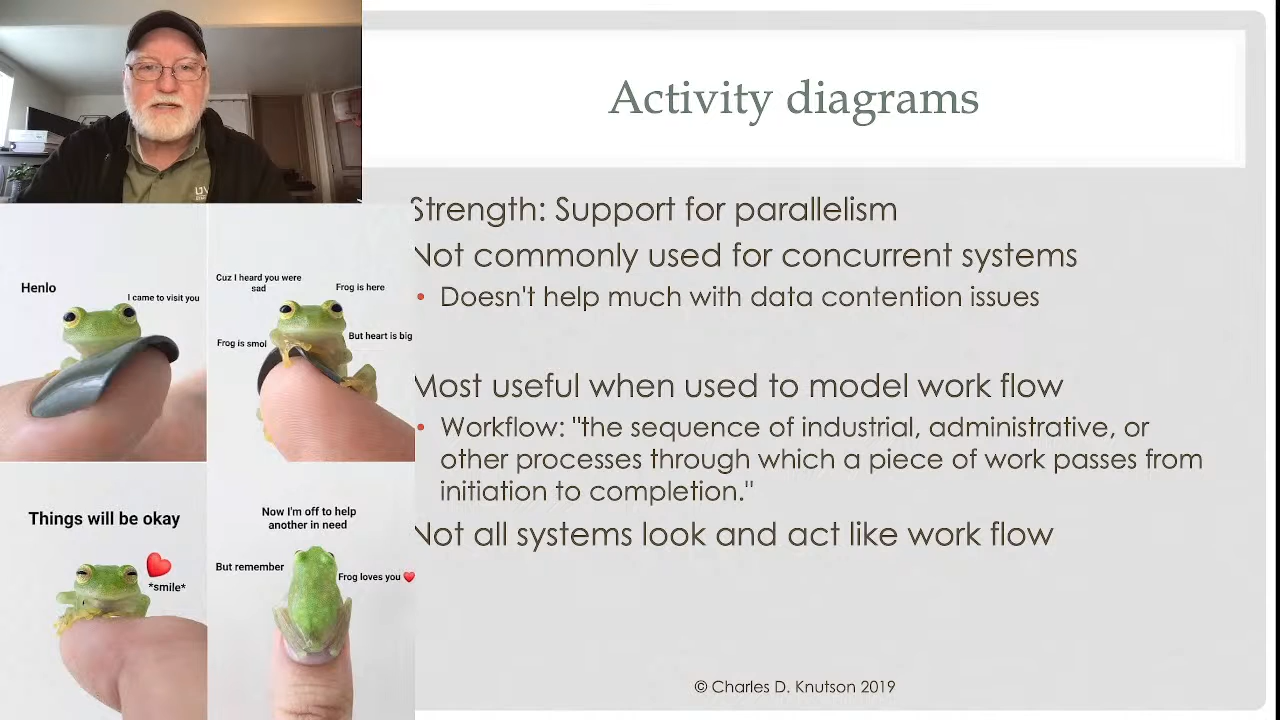 Activity diagrams
Strength: Support for parallelism
Not commonly used for concurrent systems
• Doesn't help much with data contention issues
Most useful when used to model work flow
• Workflow: "the sequence of industrial, administrative, or
other processes through which a piece of work passes from
initiation to completion."
Not all systems look and act like work flow
© Charles D. Knutson 2019
Henlo
I came to visit you
Cuz I heard you were
sad
Frog is here
Frog is smol
But heart is big
Things will be okay
*smile*
Now I'm off to help
another in need
But remember
Frog loves you